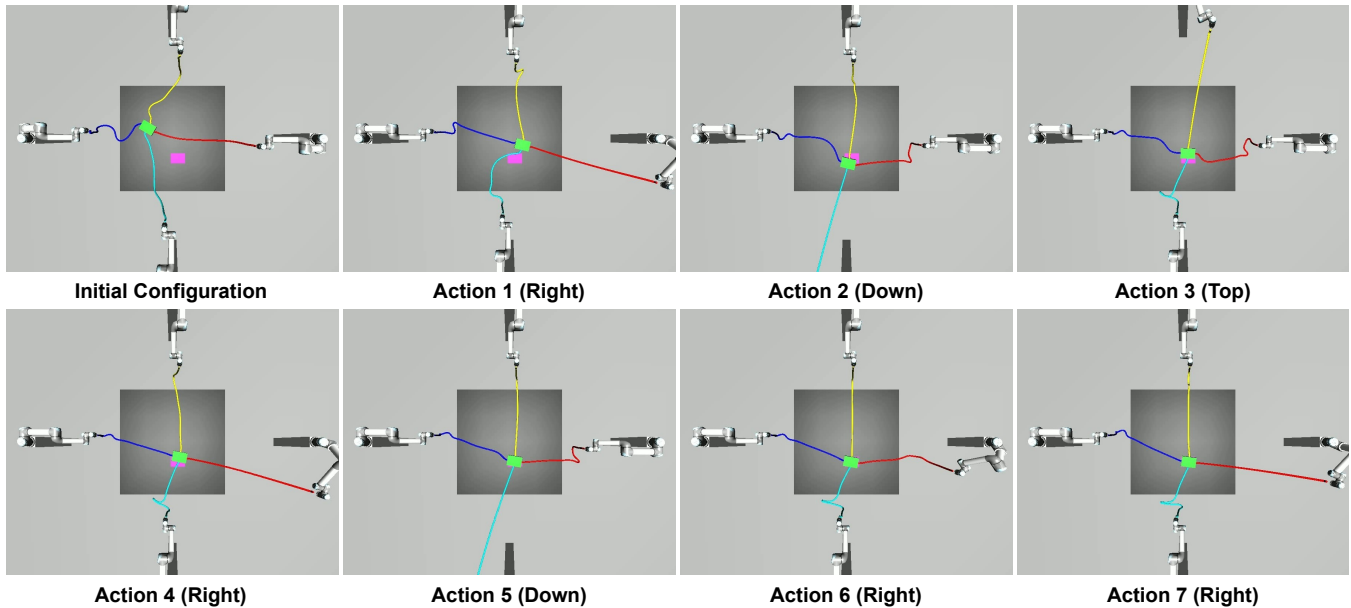 Initial Configuration
Action 1 (Right)
Action 2 (Down)
Action 3 (Top)
Action 4 (Right)
Action 5 (Down)
Action 6 (Right)
Action 7 (Right)